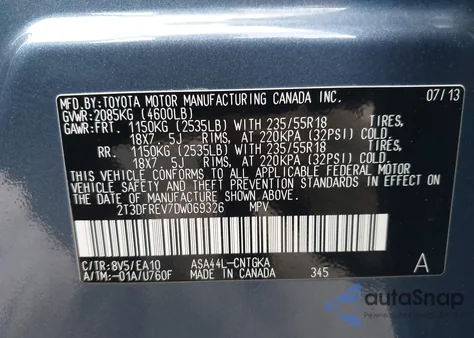 MFD.BY:TOYOTA MOTOR MANUFACTURING CANADA INC. 07/13
GVWR:2085KG (4600LB)
GAWR:FRT. 1150KG (2535LB) WITH 235/55R18 TIRES,
18X7.5J RIMS, AT 220KPA (32PSI) COLD.
RR. 1150KG (2535LB) WITH 235/55R18 TIRES,
18X7.5J RIMS, AT 220KPA (32PSI) COLD.
THIS VEHICLE CONFORMS TO ALL APPLICABLE FEDERAL MOTOR
VEHICLE SAFETY AND THEFT PREVENTION STANDARDS IN EFFECT
ON THE DATE OF MANUFACTURE SHOWN ABOVE.
2T3DFREV7DW069326 MPV
C/TR:8V5/EA10 ASA44L-CNTGKA
A/TM:-01A/U760F MADE IN CANADA 345 A
autoSnap